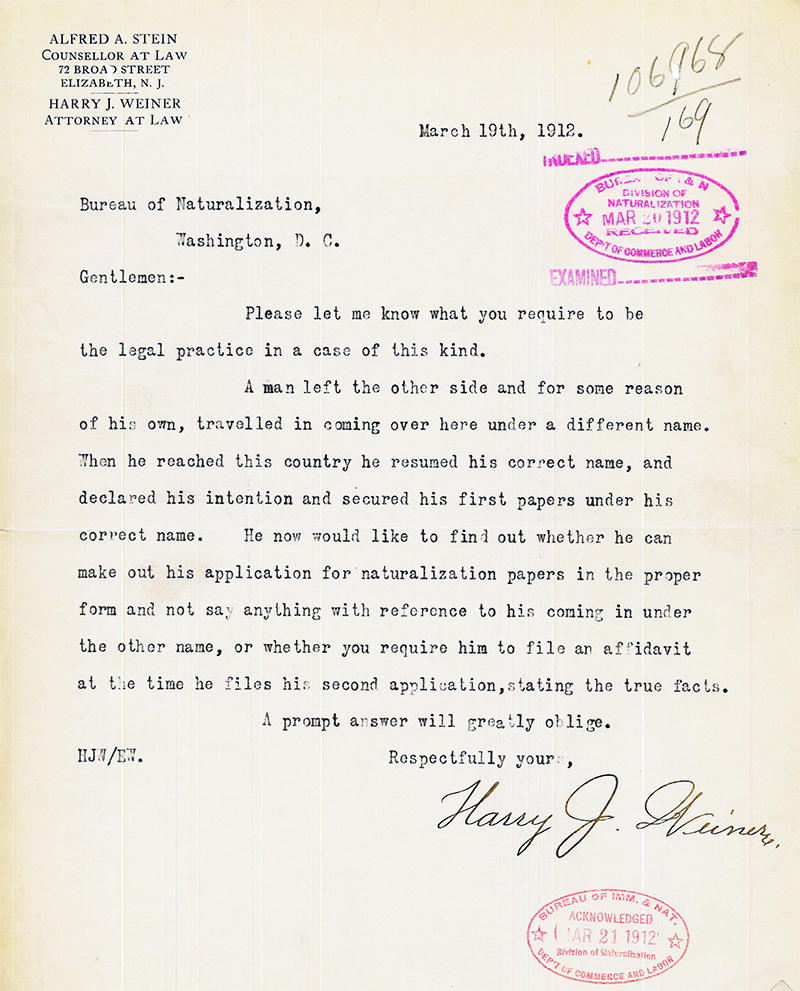 ALFRED A. STEIN
COUNSELLOR AT LAW
72 BROAD STREET
ELIZABETH, N. J.
HARRY J. WEINER
ATTORNEY AT LAW
106968
169
March 19th, 1912.
INDEXED
BUREAU OF I & N
DIVISION OF
NATURALIZATION
MAR 20 1912
RECEIVED
DEP'T OF COMMERCE AND LABOR
EXAMINED
Bureau of Naturalization,
Washington, D. C.
Gentlemen:-
Please let me know what you require to be
the legal practice in a case of this kind.
A man left the other side and for some reason
of his own, travelled in coming over here under a different name.
When he reached this country he resumed his correct name, and
declared his intention and secured his first papers under his
correct name. He now would like to find out whether he can
make out his application for naturalization papers in the proper
form and not say anything with reference to his coming in under
the other name, or whether you require him to file an affidavit
at the time he files his second application,stating the true facts.
A prompt answer will greatly oblige.
HJW/EW. Respectfully yours,
Harry J. Weiner.
BUREAU OF IMM. & NAT.
ACKNOWLEDGED
MAR 21 1912
Division of Naturalization
DEP'T OF COMMERCE AND LABOR